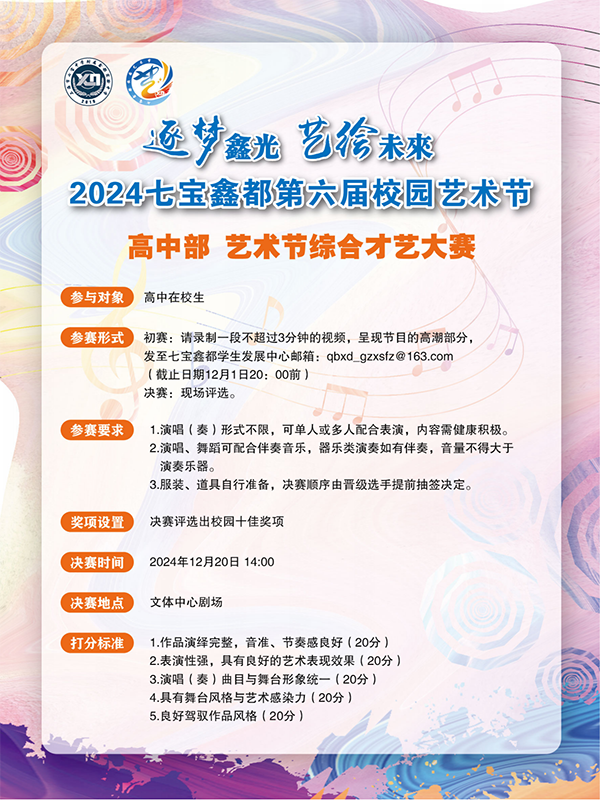 逐梦鑫光 艺绘未来
2024七宝鑫都第六届校园艺术节
高中部 艺术节综合才艺大赛
参与对象 高中在校生
参赛形式 初赛：请录制一段不超过3分钟的视频，呈现节目的高潮部分，
发至七宝鑫都学生发展中心邮箱：qbxd_gzxsfz@163.com
（截止日期12月1日20：00前）
决赛：现场评选。
参赛要求 1.演唱（奏）形式不限，可单人或多人配合表演，内容需健康积极。
2.演唱、舞蹈可配合伴奏音乐，器乐类演奏如有伴奏，音量不得大于
演奏乐器。
3.服装、道具自行准备，决赛顺序由晋级选手提前抽签决定。
奖项设置 决赛评选出校园十佳奖项
决赛时间 2024年12月20日 14:00
决赛地点 文体中心剧场
打分标准 1.作品演绎完整，音准、节奏感良好（20分）
2.表演性强，具有良好的艺术表现效果（20分）
3.演唱（奏）曲目与舞台形象统一（20分）
4.具有舞台风格与艺术感染力（20分）
5.良好驾驭作品风格（20分）